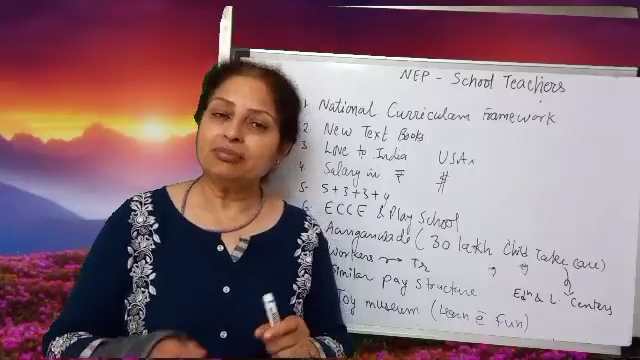 NEP - School Teachers
1. National Curriculam Framework
2 New Text Books
3. Love to India USA x
4. Salary in ₹ $
5- 5+3+3+4
6. ECCE & Play School
Aanganwadi (30 lakh Child Take care)
Workers → Tr
Similar pay structure Edn & L. Centers
Toy museum (Learn c̄ fun)